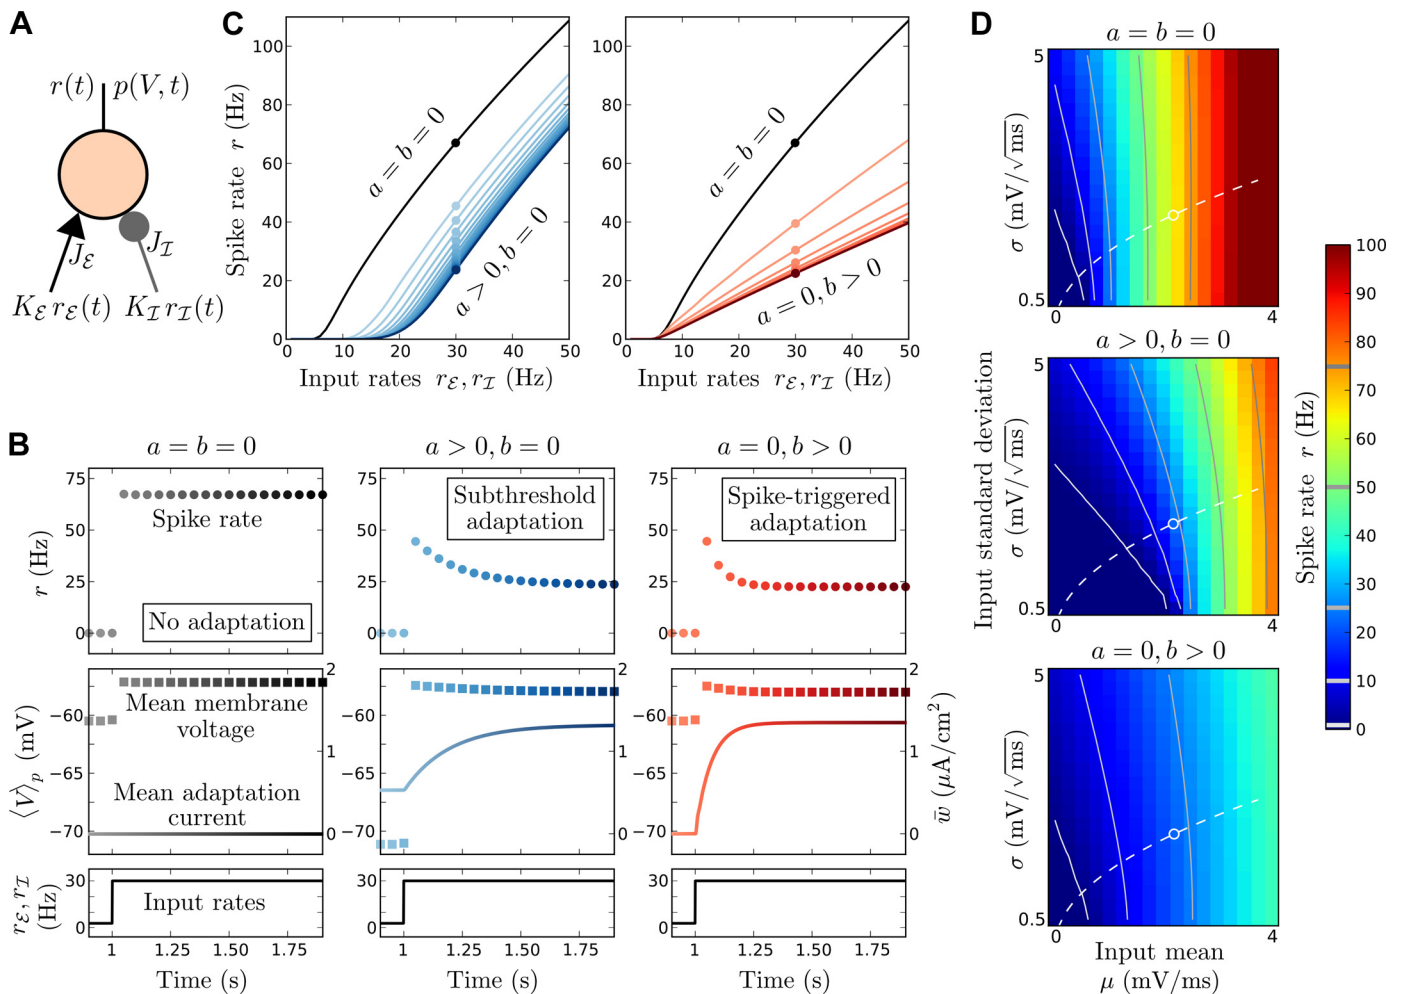 A
r(t) p(V, t)
J_ℰ J_ℐ
K_ℰ r_ℰ(t) K_ℐ r_ℐ(t)
C
100
80
60
40
20
0
Spike rate r (Hz)
a = b = 0
a > 0, b = 0
0 10 20 30 40 50
Input rates r_ℰ, r_ℐ (Hz)
a = b = 0
a = 0, b > 0
0 10 20 30 40 50
Input rates r_ℰ, r_ℐ (Hz)
B
a = b = 0
75
50
25
0
r (Hz)
Spike rate
No adaptation
a > 0, b = 0
75
50
25
0
Subthreshold
adaptation
a = 0, b > 0
75
50
25
0
Spike-triggered
adaptation
−60
−65
−70
⟨V⟩_p (mV)
Mean membrane
voltage
Mean adaptation
current
2
1
0
−60
−65
−70
2
1
0
−60
−65
−70
2
1
0
w̄ (μA/cm²)
30
0
r_ℰ, r_ℐ
(Hz)
Input rates
1 1.25 1.5 1.75
Time (s)
30
0
1 1.25 1.5 1.75
Time (s)
30
0
1 1.25 1.5 1.75
Time (s)
D
a = b = 0
5
0.5
σ (mV/√ms)
0 4
a > 0, b = 0
5
0.5
Input standard deviation
σ (mV/√ms)
0 4
a = 0, b > 0
5
0.5
σ (mV/√ms)
0 4
Input mean
μ (mV/ms)
Spike rate r (Hz)
100
90
80
70
60
50
40
30
20
10
0